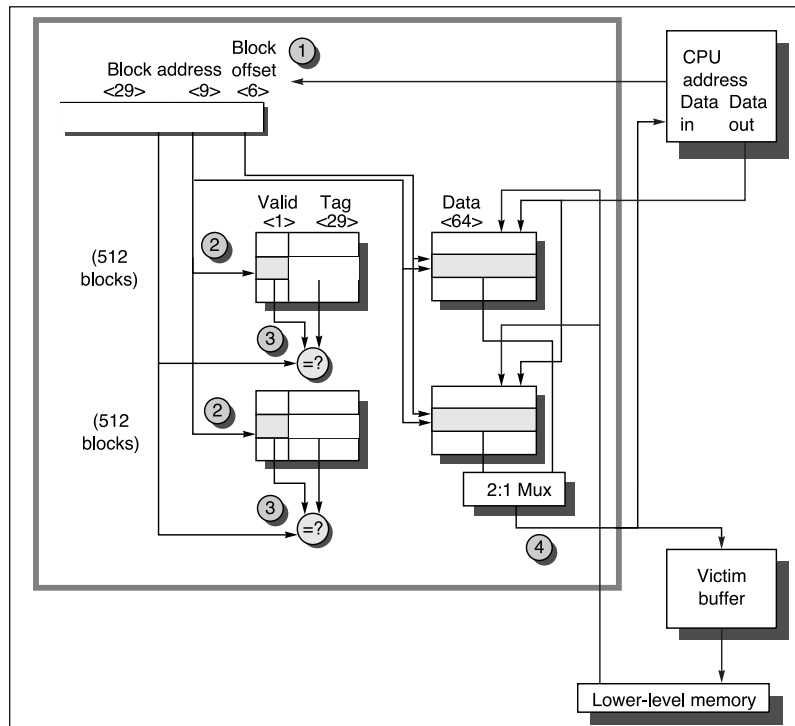 Block
offset
Block address
<29> <9> <6>
1
CPU
address
Data Data
in out
Valid Tag
<1> <29>
Data
<64>
(512
blocks)
2
3
=?
(512
blocks)
2
3
=?
2:1 Mux
4
Victim
buffer
Lower-level memory